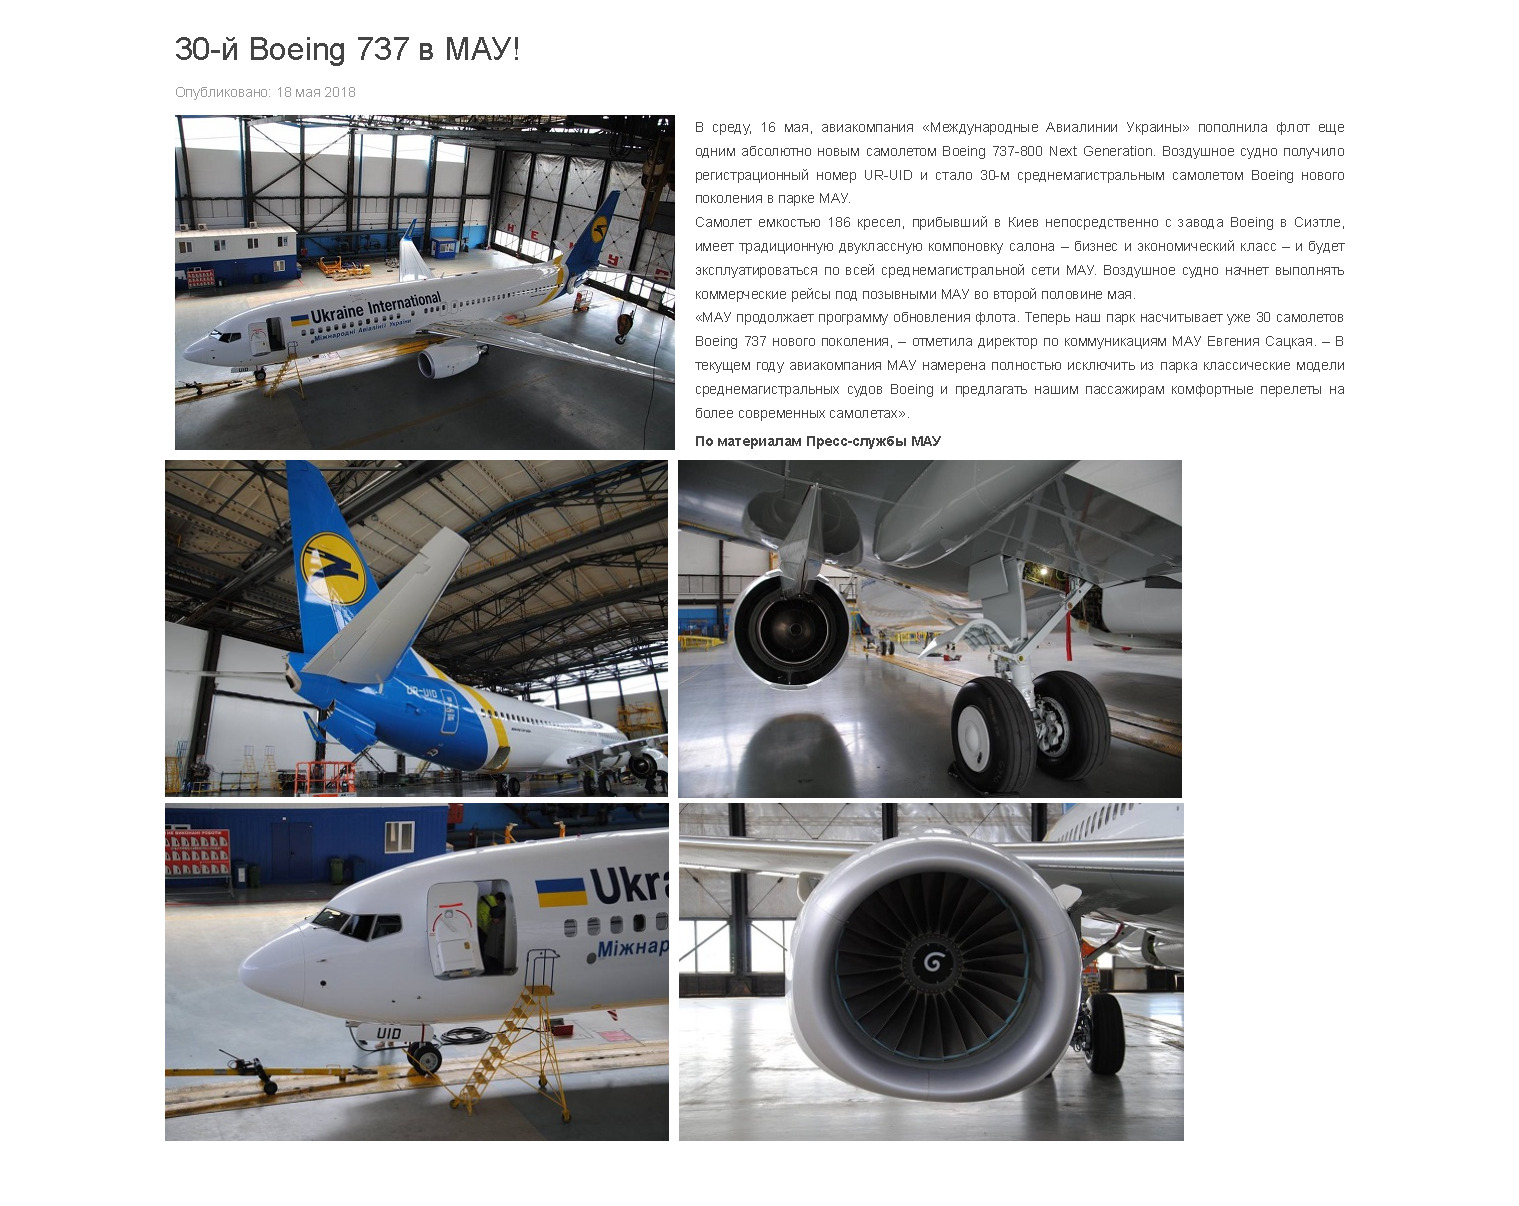 30-й Boeing 737 в МАУ!
Опубликовано: 18 мая 2018
В среду, 16 мая, авиакомпания «Международные Авиалинии Украины» пополнила флот еще
одним абсолютно новым самолетом Boeing 737-800 Next Generation. Воздушное судно получило
регистрационный номер UR-UID и стало 30-м среднемагистральным самолетом Boeing нового
поколения в парке МАУ.
Самолет емкостью 186 кресел, прибывший в Киев непосредственно с завода Boeing в Сиэтле,
имеет традиционную двуклассную компоновку салона – бизнес и экономический класс – и будет
эксплуатироваться по всей среднемагистральной сети МАУ. Воздушное судно начнет выполнять
коммерческие рейсы под позывными МАУ во второй половине мая.
«МАУ продолжает программу обновления флота. Теперь наш парк насчитывает уже 30 самолетов
Boeing 737 нового поколения, – отметила директор по коммуникациям МАУ Евгения Сацкая. – В
текущем году авиакомпания МАУ намерена полностью исключить из парка классические модели
среднемагистральных судов Boeing и предлагать нашим пассажирам комфортные перелеты на
более современных самолетах».
По материалам Пресс-службы МАУ
Ukraine International
Міжнародні Авіалінії України
UR-UID
Ukra
Міжнар
UID